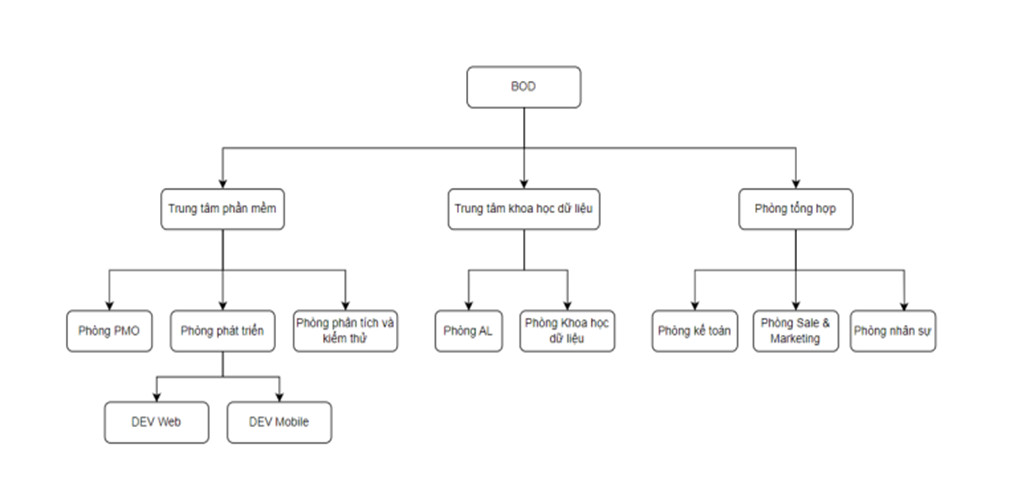 BOD
Trung tâm phần mềm
Trung tâm khoa học dữ liệu
Phòng tổng hợp
Phòng PMO
Phòng phát triển
Phòng phân tích và
kiểm thử
Phòng AL
Phòng Khoa học
dữ liệu
Phòng kế toán
Phòng Sale &
Marketing
Phòng nhân sự
DEV Web
DEV Mobile